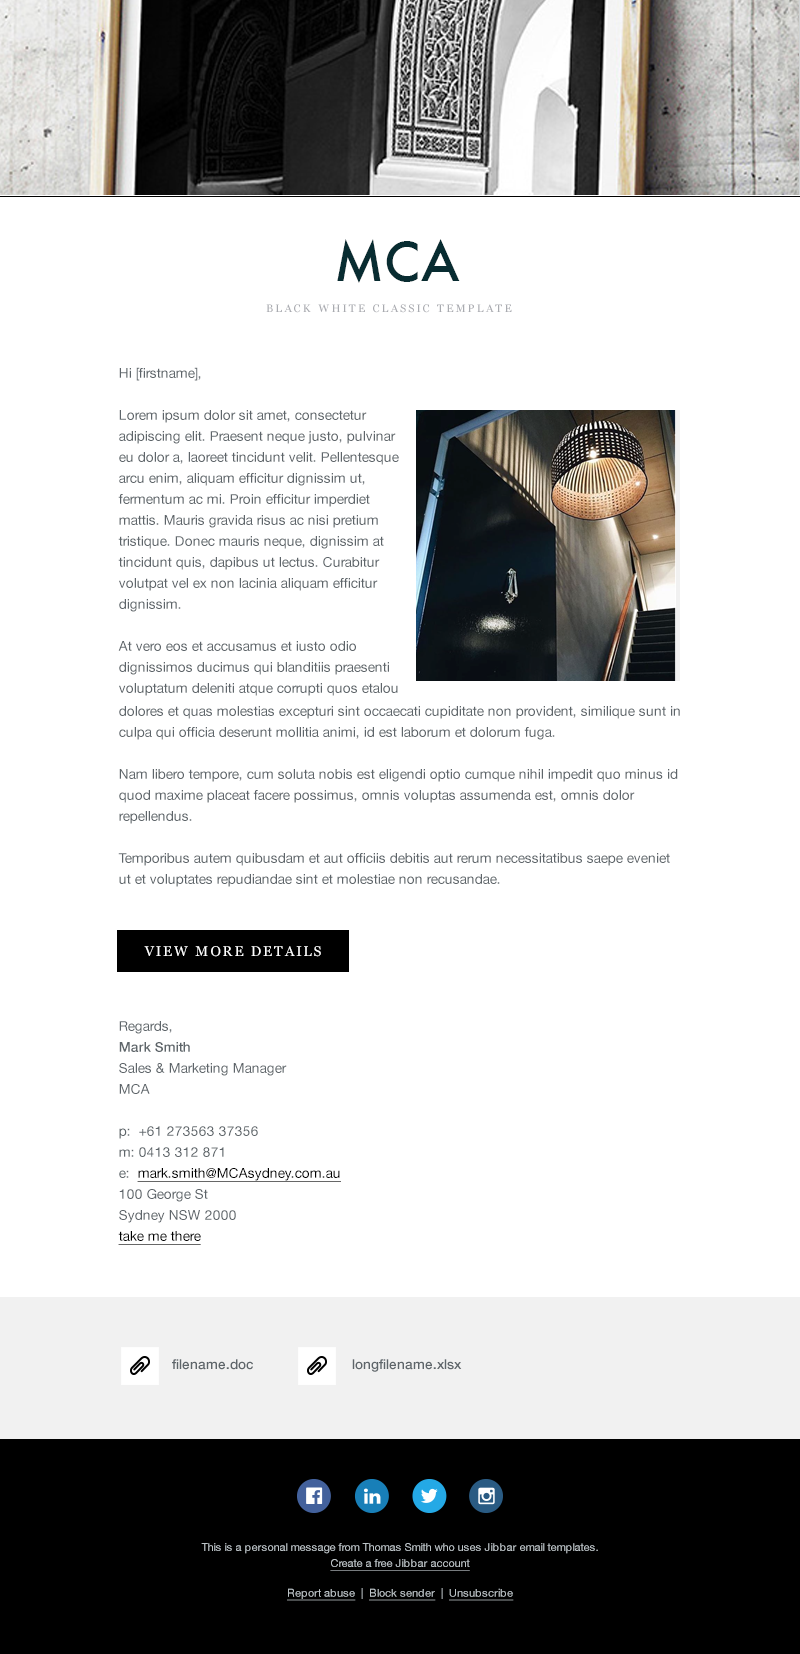 MCA
BLACK WHITE CLASSIC TEMPLATE
Hi [firstname],
Lorem ipsum dolor sit amet, consectetur
adipiscing elit. Praesent neque justo, pulvinar
eu dolor a, laoreet tincidunt velit. Pellentesque
arcu enim, aliquam efficitur dignissim ut,
fermentum ac mi. Proin efficitur imperdiet
mattis. Mauris gravida risus ac nisi pretium
tristique. Donec mauris neque, dignissim at
tincidunt quis, dapibus ut lectus. Curabitur
volutpat vel ex non lacinia aliquam efficitur
dignissim.
At vero eos et accusamus et iusto odio
dignissimos ducimus qui blanditiis praesenti
voluptatum deleniti atque corrupti quos etalou
dolores et quas molestias excepturi sint occaecati cupiditate non provident, similique sunt in
culpa qui officia deserunt mollitia animi, id est laborum et dolorum fuga.
Nam libero tempore, cum soluta nobis est eligendi optio cumque nihil impedit quo minus id
quod maxime placeat facere possimus, omnis voluptas assumenda est, omnis dolor
repellendus.
Temporibus autem quibusdam et aut officiis debitis aut rerum necessitatibus saepe eveniet
ut et voluptates repudiandae sint et molestiae non recusandae.
VIEW MORE DETAILS
Regards,
Mark Smith
Sales & Marketing Manager
MCA
p: +61 273563 37356
m: 0413 312 871
e: mark.smith@MCAsydney.com.au
100 George St
Sydney NSW 2000
take me there
filename.doc longfilename.xlsx
This is a personal message from Thomas Smith who uses Jibbar email templates.
Create a free Jibbar account
Report abuse | Block sender | Unsubscribe